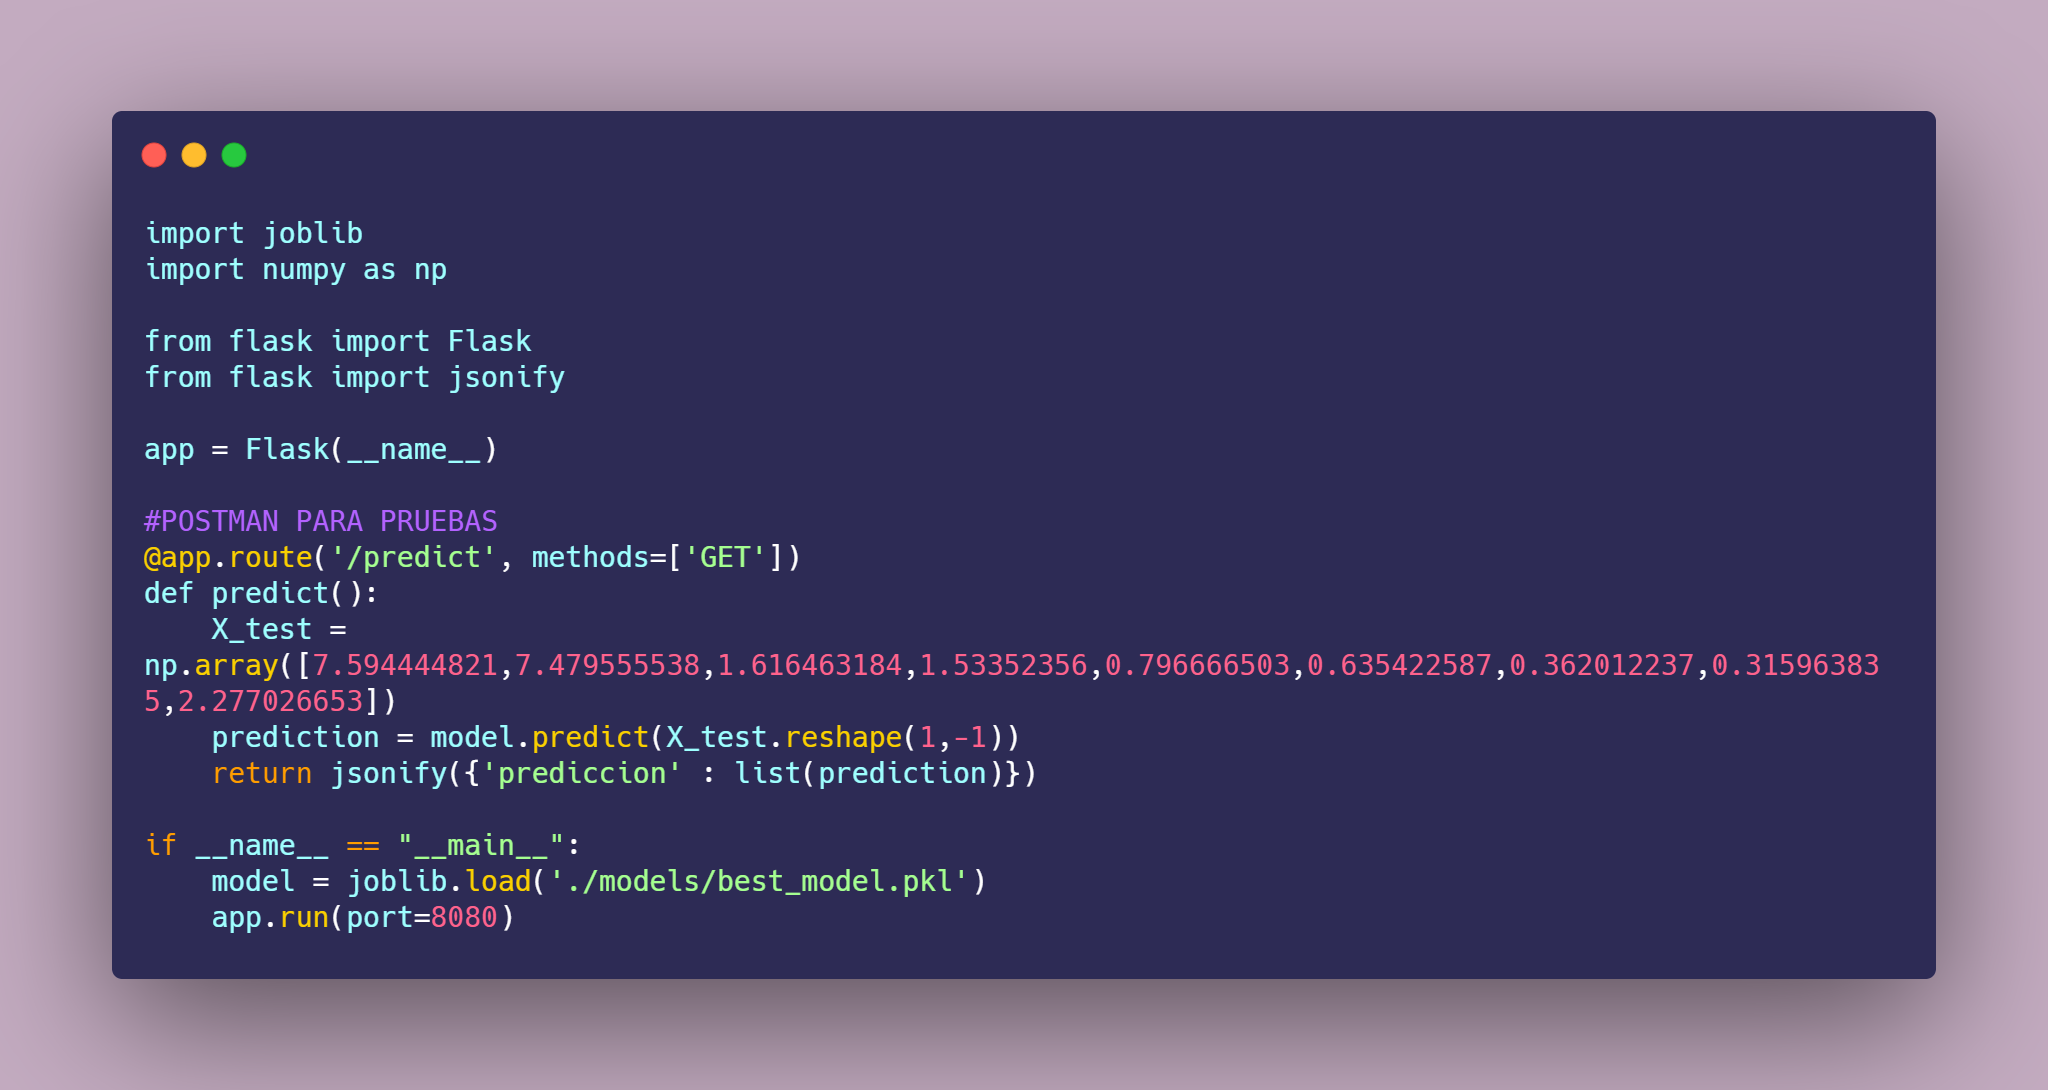 import joblib
import numpy as np

from flask import Flask
from flask import jsonify

app = Flask(__name__)

#POSTMAN PARA PRUEBAS
@app.route('/predict', methods=['GET'])
def predict():
    X_test =
np.array([7.594444821,7.479555538,1.616463184,1.53352356,0.796666503,0.635422587,0.362012237,0.31596383
5,2.277026653])
    prediction = model.predict(X_test.reshape(1,-1))
    return jsonify({'prediccion' : list(prediction)})

if __name__ == "__main__":
    model = joblib.load('./models/best_model.pkl')
    app.run(port=8080)